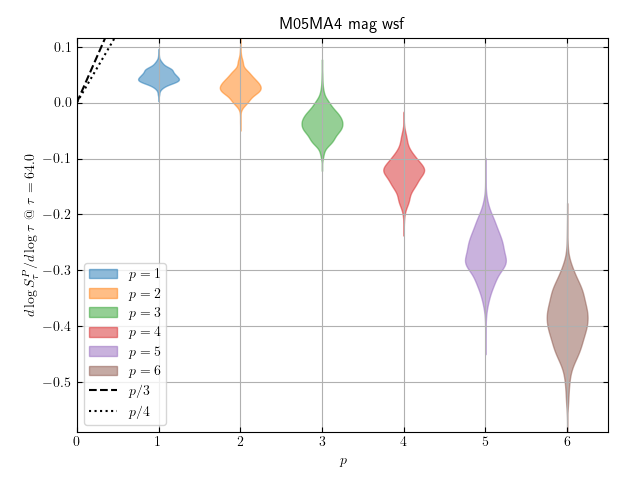 M05MA4 mag wsf
0.1
0.0
−0.1
−0.2
−0.3
−0.4
−0.5
d log S_τ^P / d log τ @ τ = 64.0
p = 1
p = 2
p = 3
p = 4
p = 5
p = 6
p/3
p/4
0 1 2 3 4 5 6
p